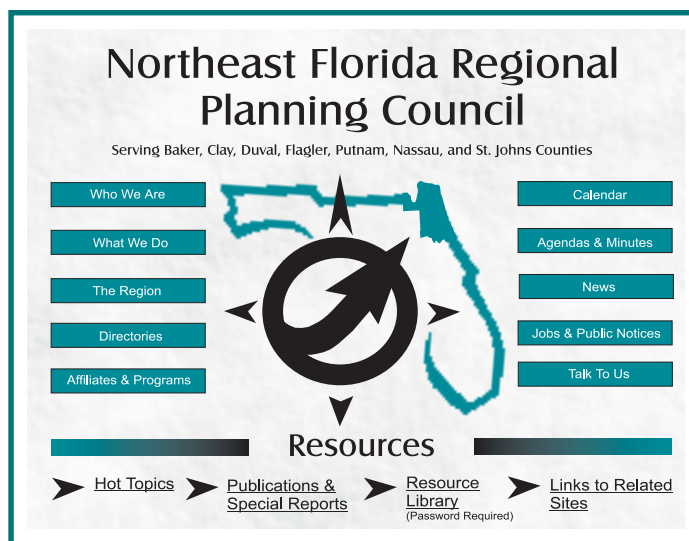 Northeast Florida Regional
Planning Council
Serving Baker, Clay, Duval, Flagler, Putnam, Nassau, and St. Johns Counties
Who We Are
What We Do
The Region
Directories
Affiliates & Programs
Calendar
Agendas & Minutes
News
Jobs & Public Notices
Talk To Us
Resources
Hot Topics
Publications &
Special Reports
Resource
Library
(Password Required)
Links to Related
Sites